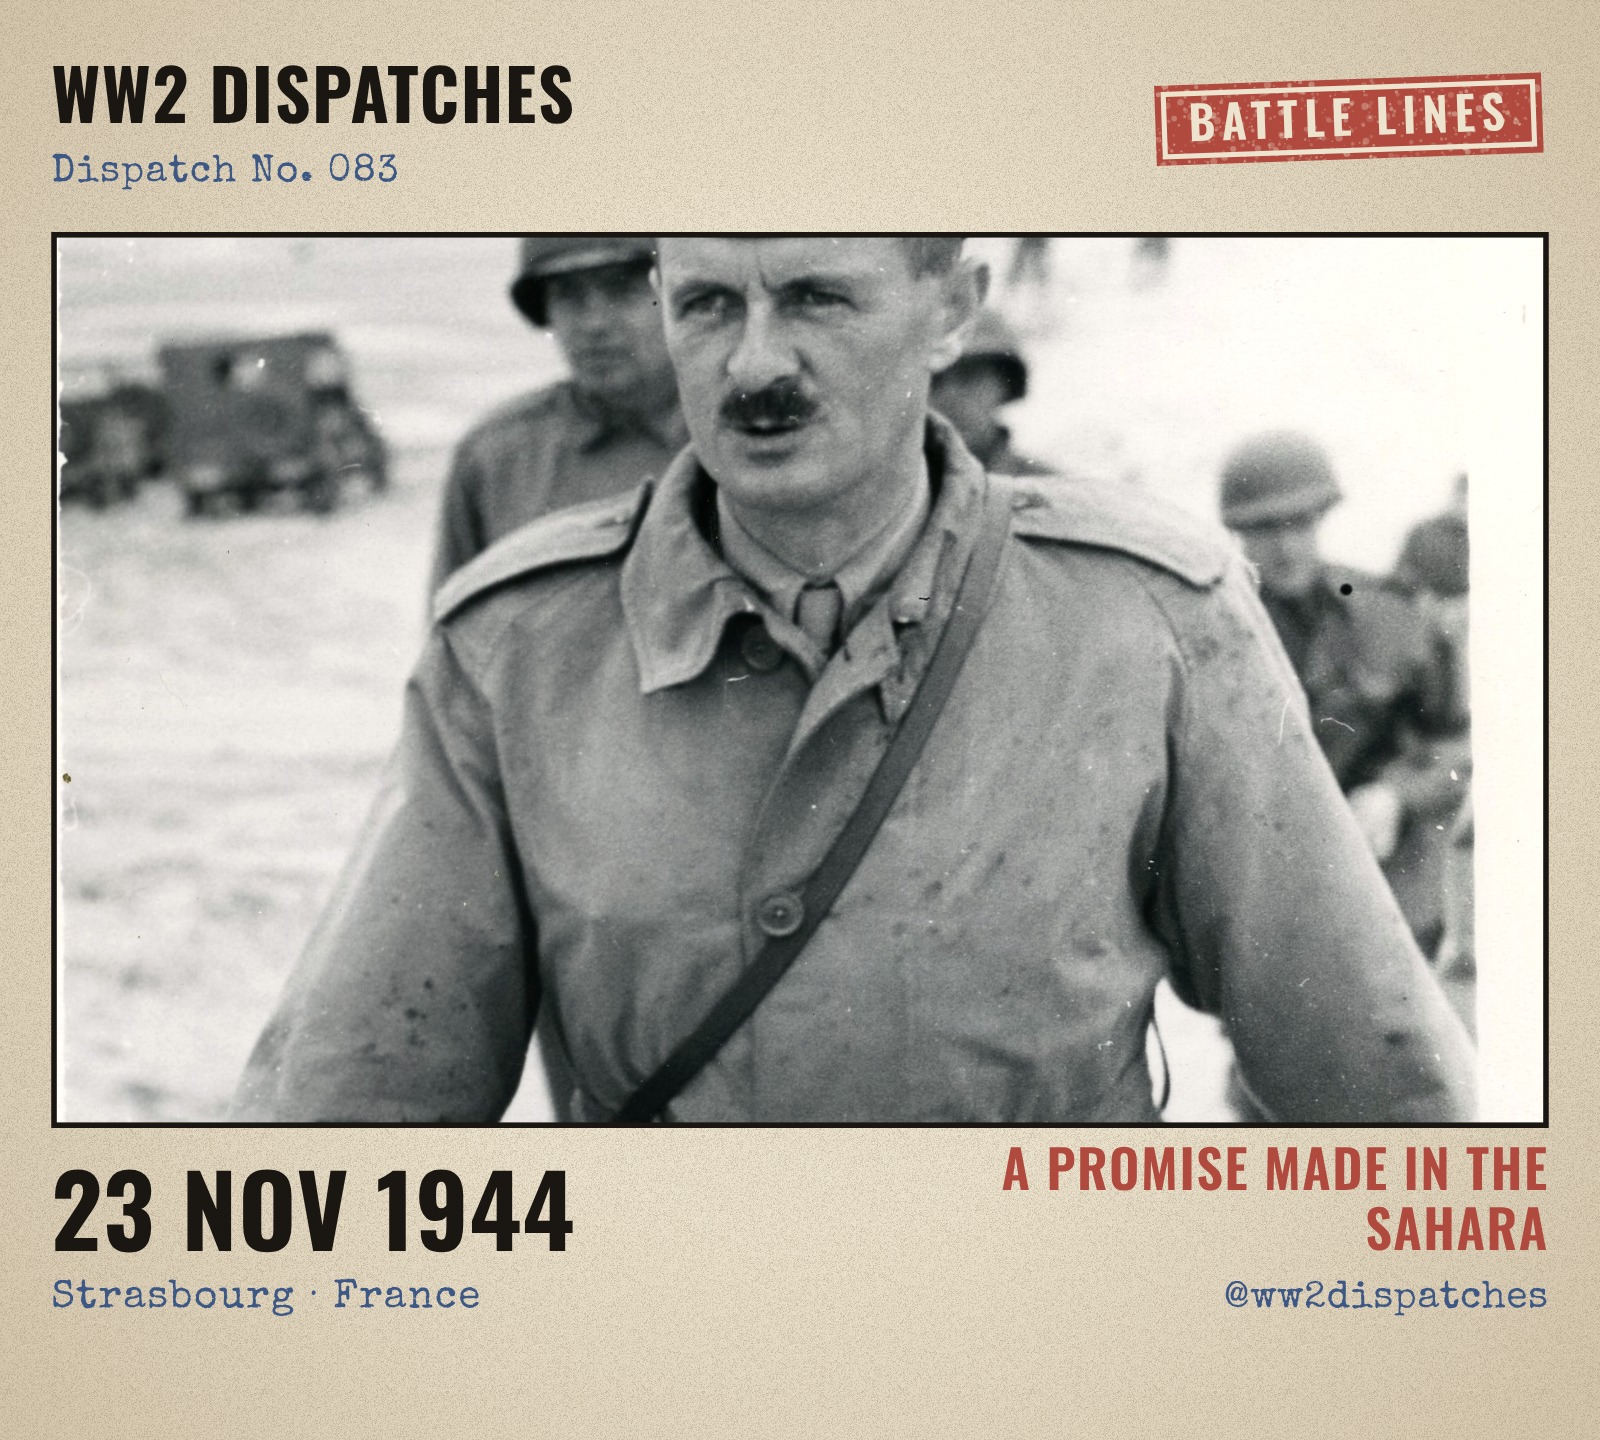 WW2 DISPATCHES
Dispatch No. 083
BATTLE LINES
23 NOV 1944
Strasbourg · France
A PROMISE MADE IN THE
SAHARA
@ww2dispatches